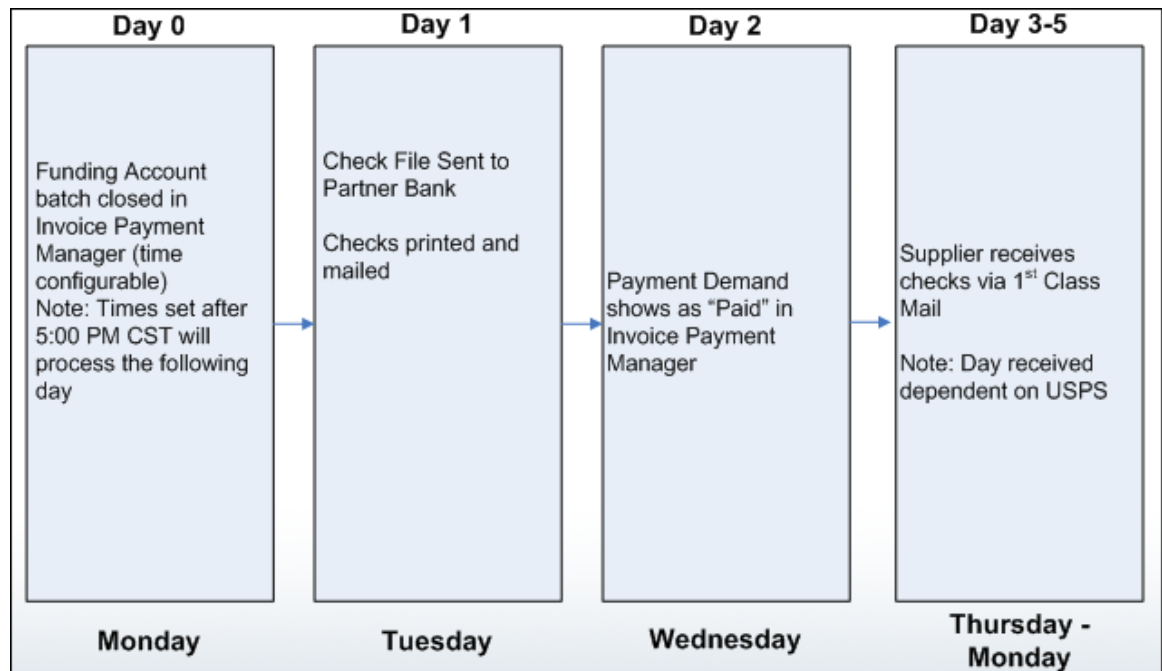 Day 0
Funding Account
batch closed in
Invoice Payment
Manager (time
configurable)
Note: Times set after
5:00 PM CST will
process the following
day
Monday
Day 1
Check File Sent to
Partner Bank
Checks printed and
mailed
Tuesday
Day 2
Payment Demand
shows as “Paid” in
Invoice Payment
Manager
Wednesday
Day 3-5
Supplier receives
checks via 1st Class
Mail
Note: Day received
dependent on USPS
Thursday -
Monday